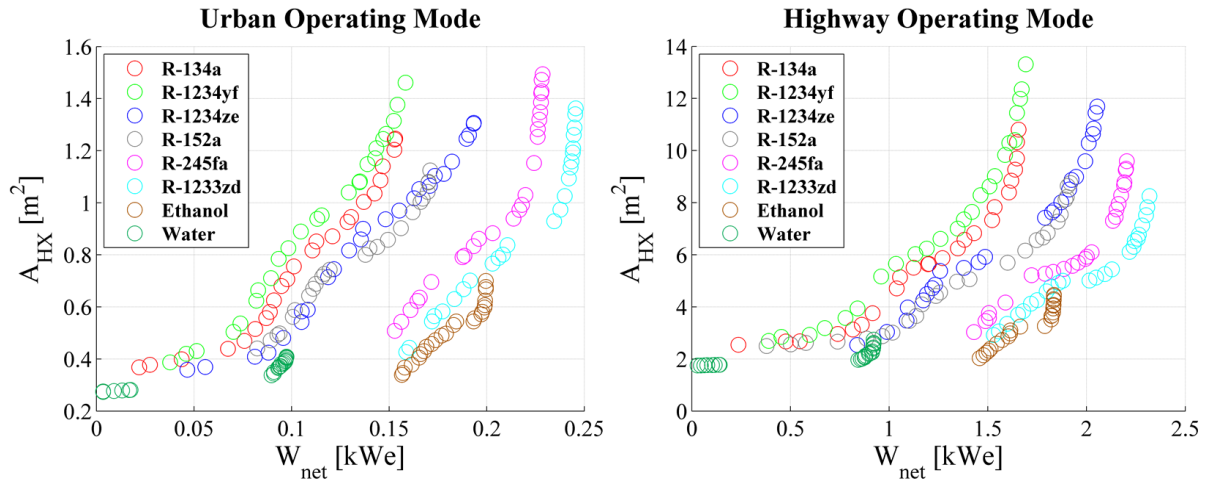 Urban Operating Mode
1.6
1.4
1.2
1
0.8
0.6
0.4
0.2
A_HX [m²]
R-134a
R-1234yf
R-1234ze
R-152a
R-245fa
R-1233zd
Ethanol
Water
0 0.05 0.1 0.15 0.2 0.25
W_net [kWe]
Highway Operating Mode
14
12
10
8
6
4
2
0
A_HX [m²]
R-134a
R-1234yf
R-1234ze
R-152a
R-245fa
R-1233zd
Ethanol
Water
0 0.5 1 1.5 2 2.5
W_net [kWe]